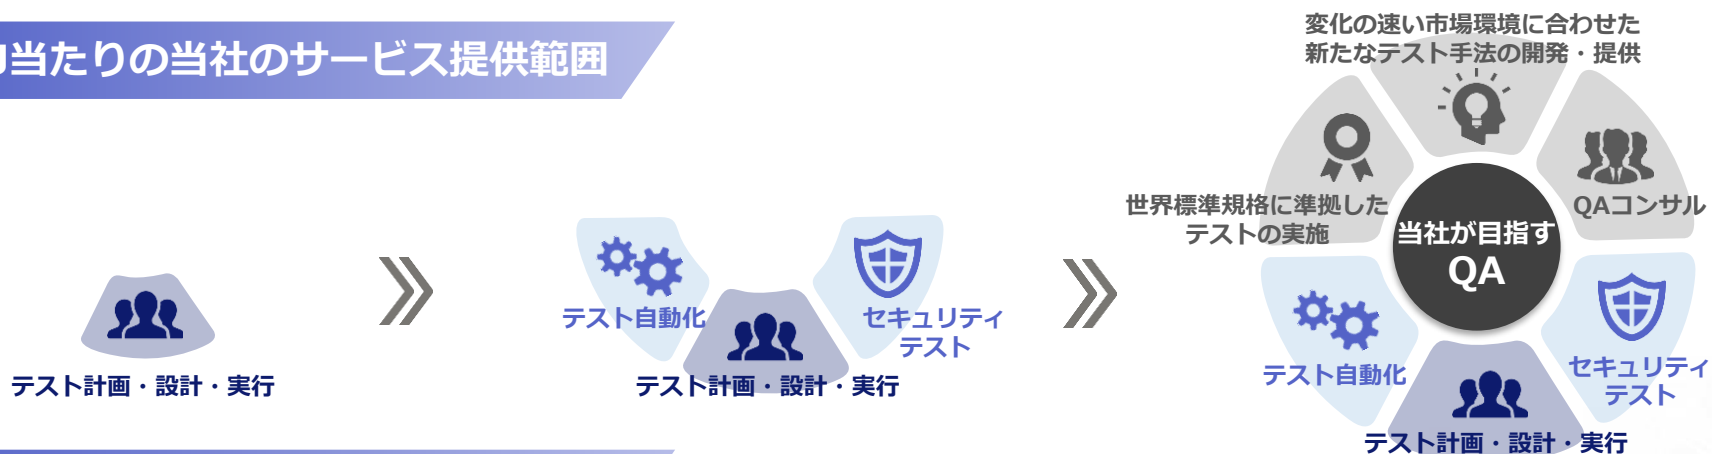 当たりの当社のサービス提供範囲
テスト計画・設計・実行
テスト自動化
セキュリティ
テスト
テスト計画・設計・実行
変化の速い市場環境に合わせた
新たなテスト手法の開発・提供
世界標準規格に準拠した
テストの実施
QAコンサル
当社が目指す
QA
テスト自動化
セキュリティ
テスト
テスト計画・設計・実行